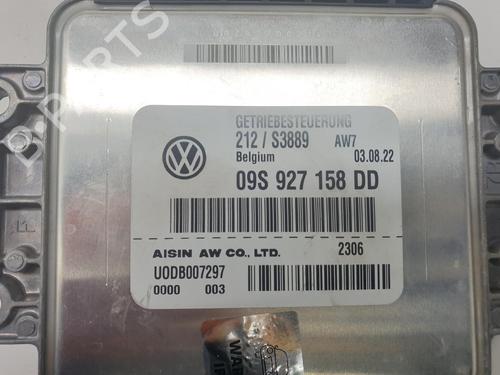 PARTS
GETRIEBESTEUERUNG
212 / S3889 AW7
Belgium 03.08.22
09S 927 158 DD
AISIN AW CO., LTD. 2306
UODB007297
0000 003